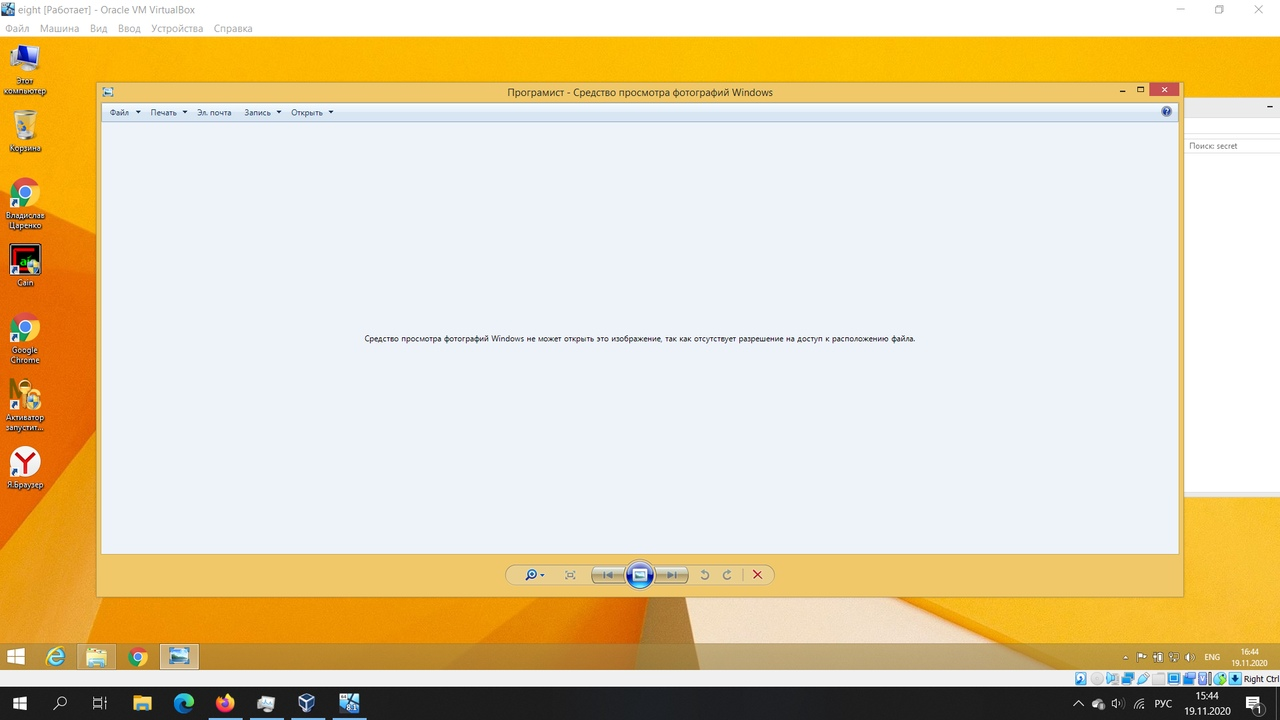 eight [Работает] - Oracle VM VirtualBox
Файл Машина Вид Ввод Устройства Справка
Этот
компьютер
Корзина
Владислав
Царенко
Cain
Google
Chrome
Активатор
запустит...
Я.Браузер
Програмист - Средство просмотра фотографий Windows
Файл Печать Эл. почта Запись Открыть
Поиск: secret
Средство просмотра фотографий Windows не может открыть это изображение, так как отсутствует разрешение на доступ к расположению файла.
ENG
16:44
19.11.2020
Right Ctrl
РУС
15:44
19.11.2020
1